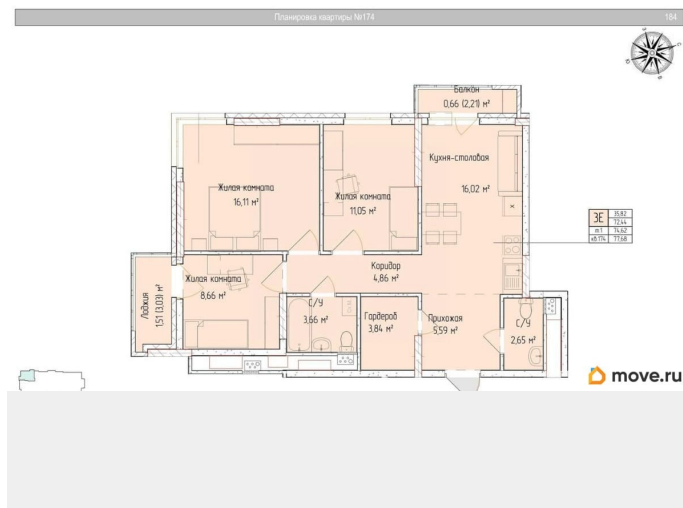 Планировка квартиры №174
184
Балкон
0,66 (2,21) м²
Кухня-столовая
16,02 м²
Жилая комната
16,11 м²
Жилая комната
11,05 м²
3Е
35,82
72,44
т.1
74,62
кв.174
77,68
Коридор
4,86 м²
Жилая комната
8,66 м²
Лоджия
1,51 (3,03) м²
С/У
3,66 м²
Гардероб
3,84 м²
Прихожая
5,59 м²
С/У
2,65 м²
move.ru